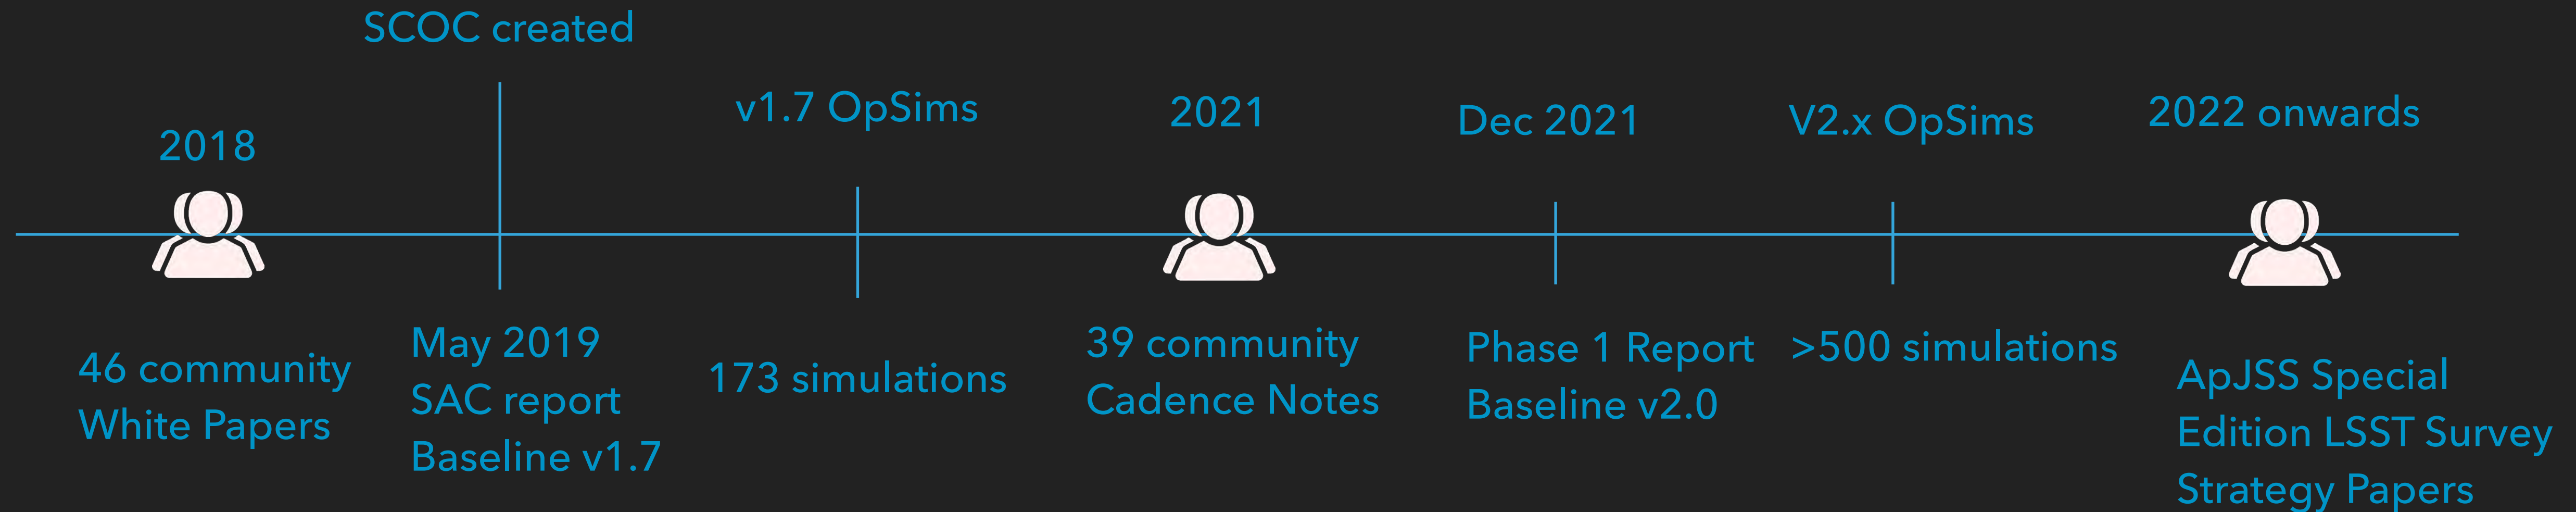 2018
46 community
White Papers
SCOC created
May 2019
SAC report
Baseline v1.7
v1.7 OpSims
173 simulations
2021
39 community
Cadence Notes
Dec 2021
Phase 1 Report
Baseline v2.0
V2.x OpSims
>500 simulations
2022 onwards
ApJSS Special
Edition LSST Survey
Strategy Papers